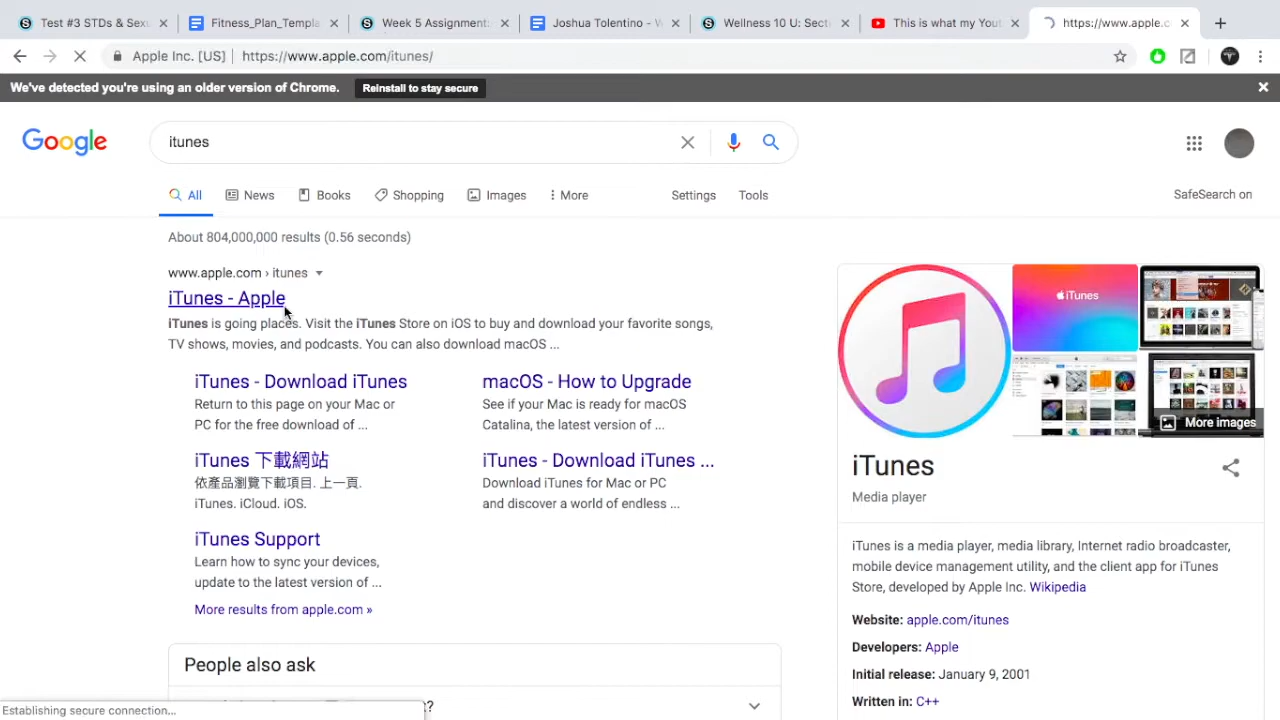 Test #3 STDs & Sexu
Fitness_Plan_Templa
Week 5 Assignment:
Joshua Tolentino - W
Wellness 10 U: Sect
This is what my Yout
https://www.apple.c
Apple Inc. [US]
https://www.apple.com/itunes/
We've detected you're using an older version of Chrome.
Reinstall to stay secure
Google
itunes
All
News
Books
Shopping
Images
More
Settings
Tools
SafeSearch on
About 804,000,000 results (0.56 seconds)
www.apple.com › itunes
iTunes - Apple
iTunes is going places. Visit the iTunes Store on iOS to buy and download your favorite songs,
TV shows, movies, and podcasts. You can also download macOS ...
iTunes - Download iTunes
Return to this page on your Mac or
PC for the free download of ...
macOS - How to Upgrade
See if your Mac is ready for macOS
Catalina, the latest version of ...
iTunes 下載網站
依產品瀏覽下載項目. 上一頁.
iTunes. iCloud. iOS.
iTunes - Download iTunes ...
Download iTunes for Mac or PC
and discover a world of endless ...
iTunes Support
Learn how to sync your devices,
update to the latest version of ...
More results from apple.com »
People also ask
?
Establishing secure connection...
iTunes
More images
iTunes
Media player
iTunes is a media player, media library, Internet radio broadcaster,
mobile device management utility, and the client app for iTunes
Store, developed by Apple Inc. Wikipedia
Website: apple.com/itunes
Developers: Apple
Initial release: January 9, 2001
Written in: C++